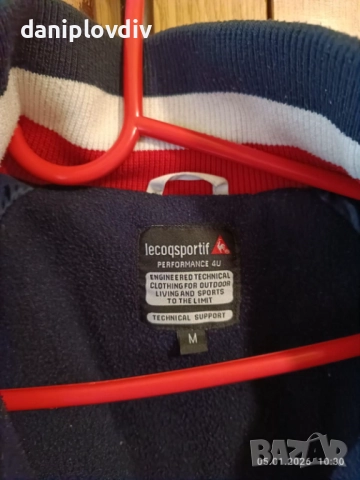 daniplovdiv
lecoqsportif
PERFORMANCE 4U
ENGINEERED TECHNICAL
CLOTHING FOR OUTDOOR
LIVING AND SPORTS
TO THE LIMIT
TECHNICAL SUPPORT
M
BAZAR
05.01.2026 10:30